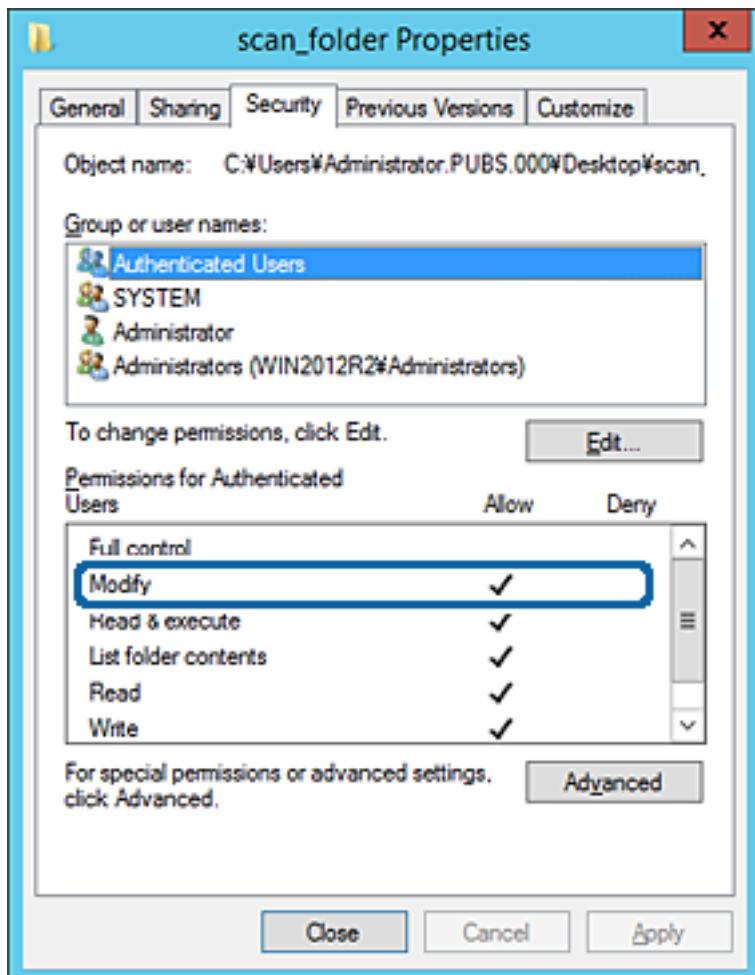 scan_folder Properties
General Sharing Security Previous Versions Customize
Object name: C:¥Users¥Administrator.PUBS.000¥Desktop¥scan_
Group or user names:
Authenticated Users
SYSTEM
Administrator
Administrators (WIN2012R2¥Administrators)
To change permissions, click Edit.
Edit...
Permissions for Authenticated
Users Allow Deny
Full control
Modify
Read & execute
List folder contents
Read
Write
For special permissions or advanced settings,
click Advanced.
Advanced
Close Cancel Apply